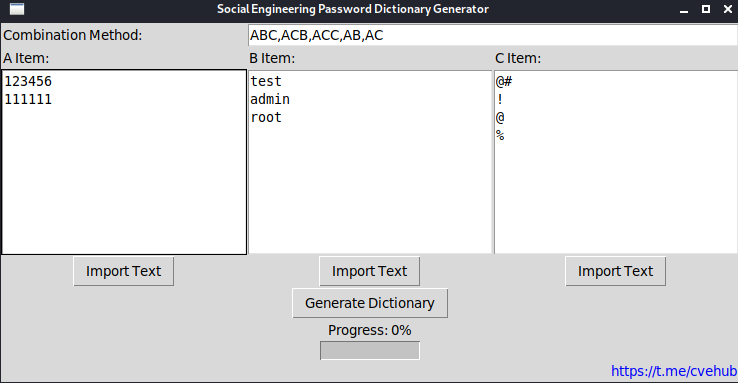 Social Engineering Password Dictionary Generator
Combination Method:
ABC,ACB,ACC,AB,AC
A Item:
B Item:
C Item:
123456
111111
test
admin
root
@#
!
@
%
Import Text
Import Text
Import Text
Generate Dictionary
Progress: 0%
https://t.me/cvehub